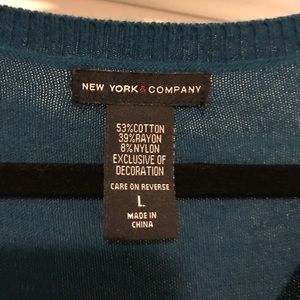 NEW YORK & COMPANY
53%COTTON
39%RAYON
8%NYLON
EXCLUSIVE OF
DECORATION
CARE ON REVERSE
L
MADE IN
CHINA